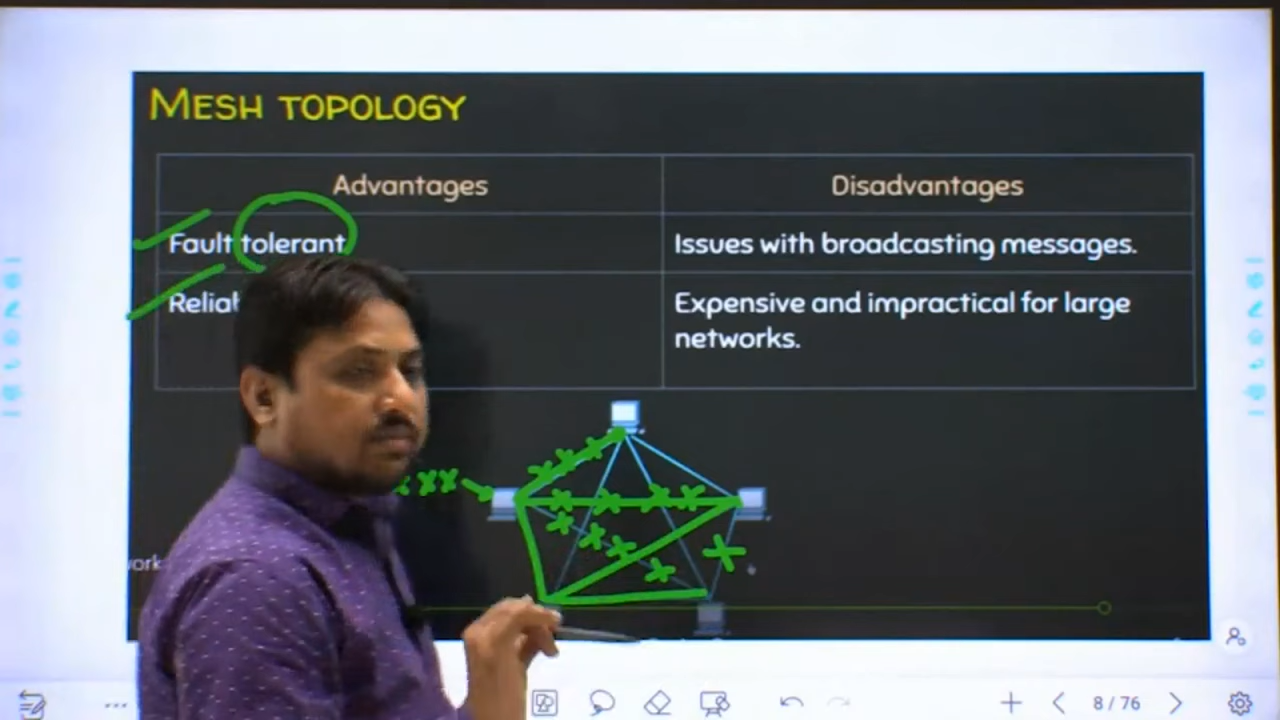 MESH TOPOLOGY
Advantages
Disadvantages
Fault tolerant
Issues with broadcasting messages.
Expensive and impractical for large
networks.
8 / 76